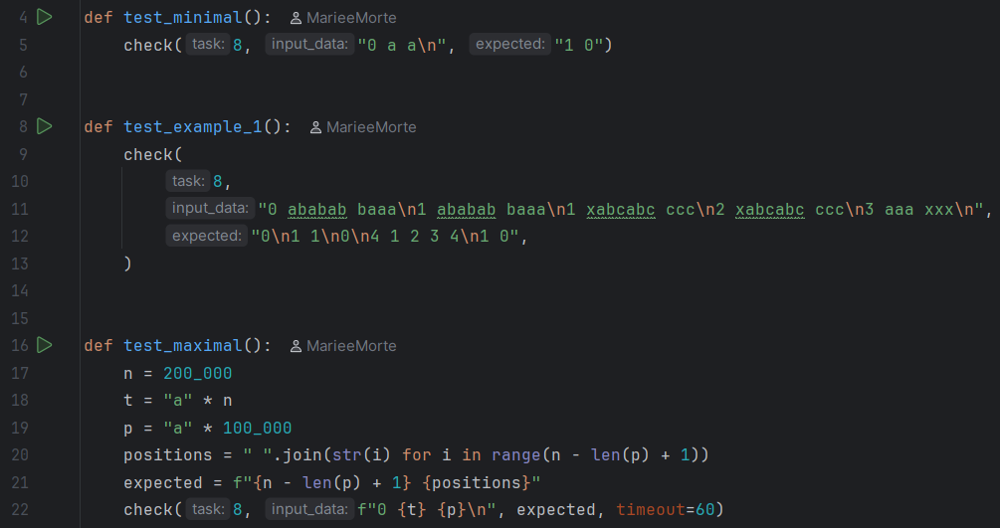 4 def test_minimal(): MarieeMorte
5 check( task: 8, input_data: "0 a a\n", expected: "1 0")
6
7
8 def test_example_1(): MarieeMorte
9 check(
10 task: 8,
11 input_data: "0 ababab baaa\n1 ababab baaa\n1 xabcabc ccc\n2 xabcabc ccc\n3 aaa xxx\n",
12 expected: "0\n1 1\n0\n4 1 2 3 4\n1 0",
13 )
14
15
16 def test_maximal(): MarieeMorte
17 n = 200_000
18 t = "a" * n
19 p = "a" * 100_000
20 positions = " ".join(str(i) for i in range(n - len(p) + 1))
21 expected = f"{n - len(p) + 1} {positions}"
22 check( task: 8, input_data: f"0 {t} {p}\n", expected, timeout=60)